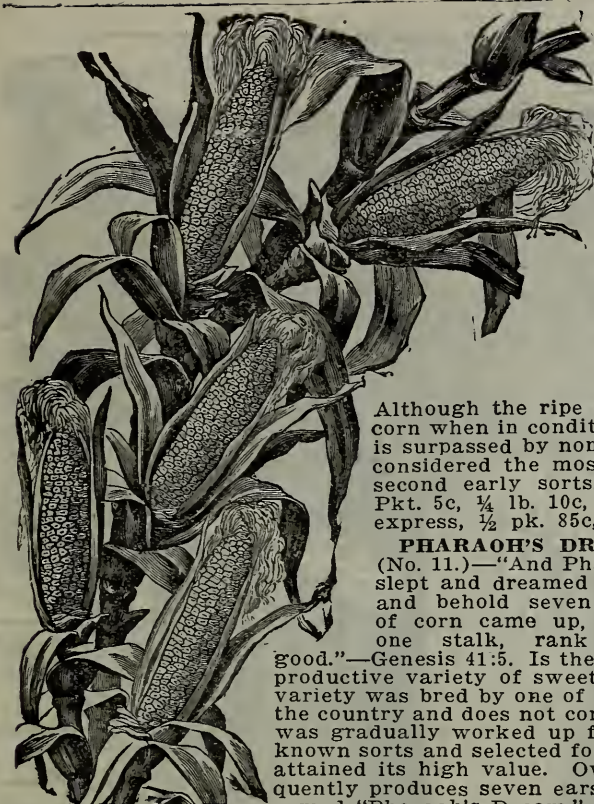 Although the ripe
corn when in condit
is surpassed by non
considered the mos
second early sorts
Pkt. 5c, ¼ lb. 10c,
express, ½ pk. 85c,
PHARAOH'S DR
(No. 11.)—"And Ph
slept and dreamed
and behold seven
of corn came up,
one stalk, rank
good."—Genesis 41:5. Is the
productive variety of sweet
variety was bred by one of
the country and does not co
was gradually worked up f
known sorts and selected fo
attained its high value. Ov
quently produces seven ears